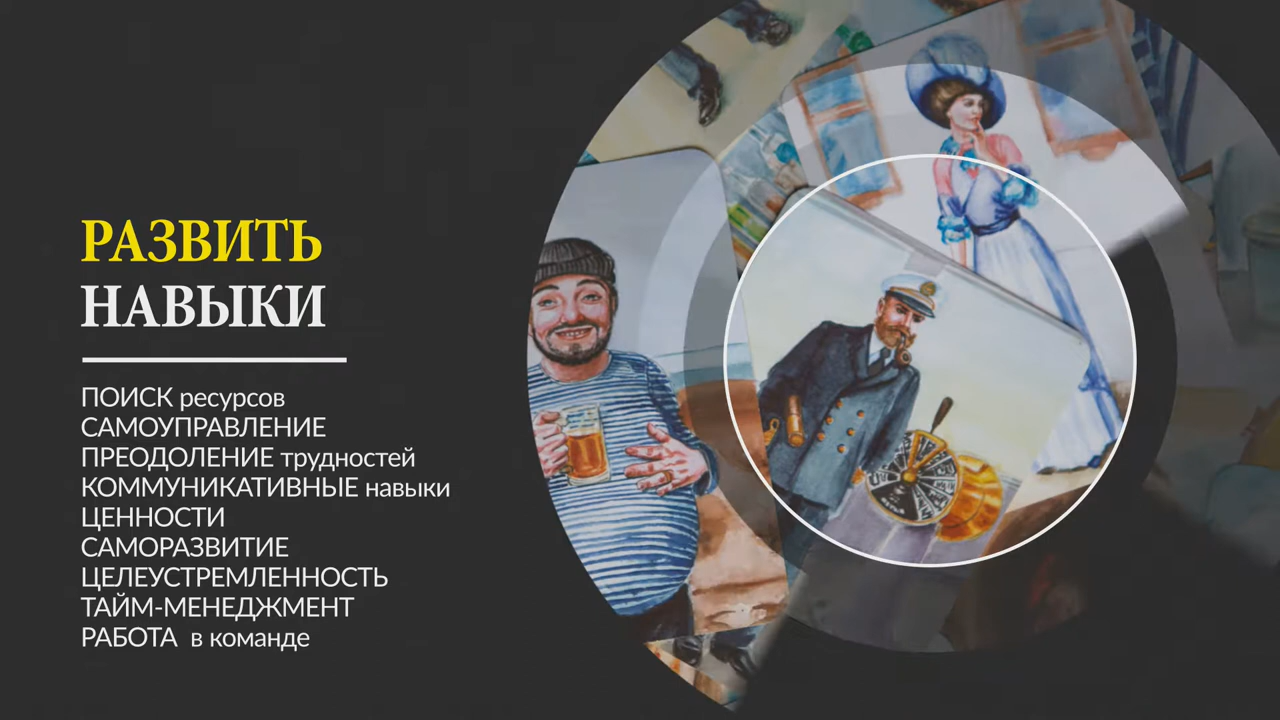 РАЗВИТЬ
НАВЫКИ
ПОИСК ресурсов
САМОУПРАВЛЕНИЕ
ПРЕОДОЛЕНИЕ трудностей
КОММУНИКАТИВНЫЕ навыки
ЦЕННОСТИ
САМОРАЗВИТИЕ
ЦЕЛЕУСТРЕМЛЕННОСТЬ
ТАЙМ-МЕНЕДЖМЕНТ
РАБОТА  в команде